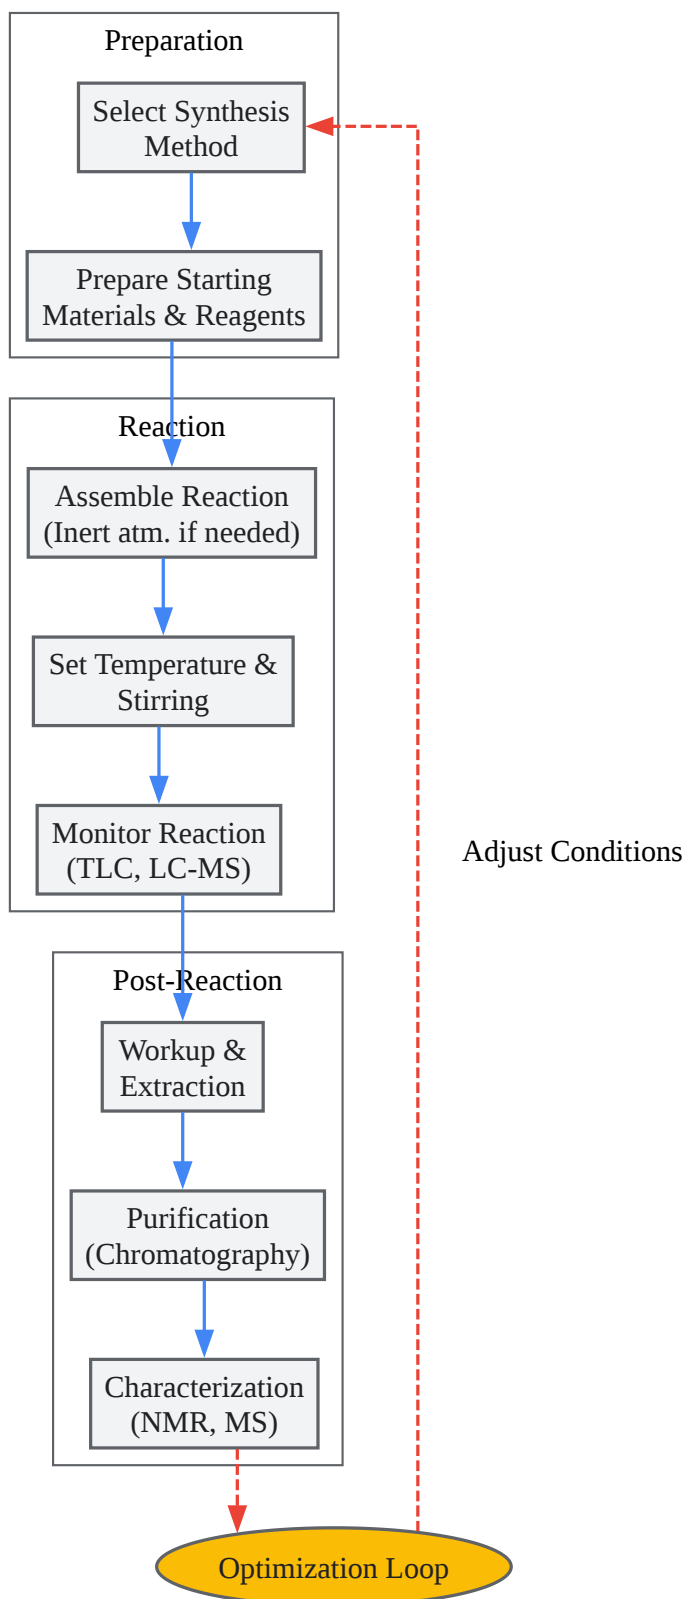 Preparation
Select Synthesis
Method
Prepare Starting
Materials & Reagents
Reaction
Assemble Reaction
(Inert atm. if needed)
Set Temperature &
Stirring
Monitor Reaction
(TLC, LC-MS)
Adjust Conditions
Post-Reaction
Workup &
Extraction
Purification
(Chromatography)
Characterization
(NMR, MS)
Optimization Loop